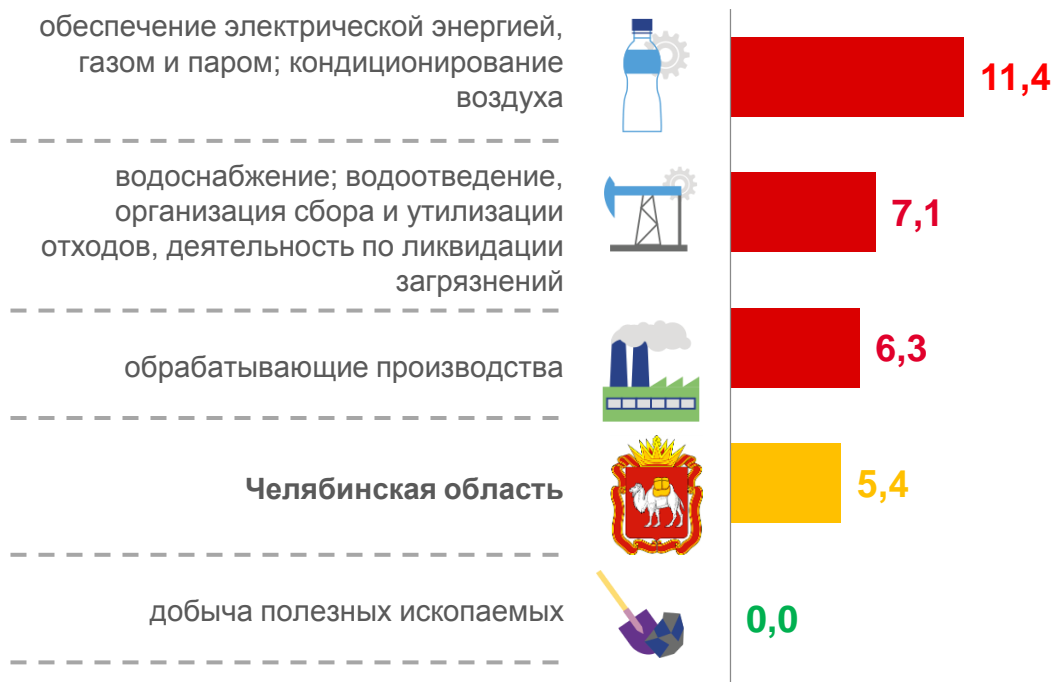 обеспечение электрической энергией,
газом и паром; кондиционирование
воздуха
11,4
водоснабжение; водоотведение,
организация сбора и утилизации
отходов, деятельность по ликвидации
загрязнений
7,1
обрабатывающие производства
6,3
Челябинская область
5,4
добыча полезных ископаемых
0,0